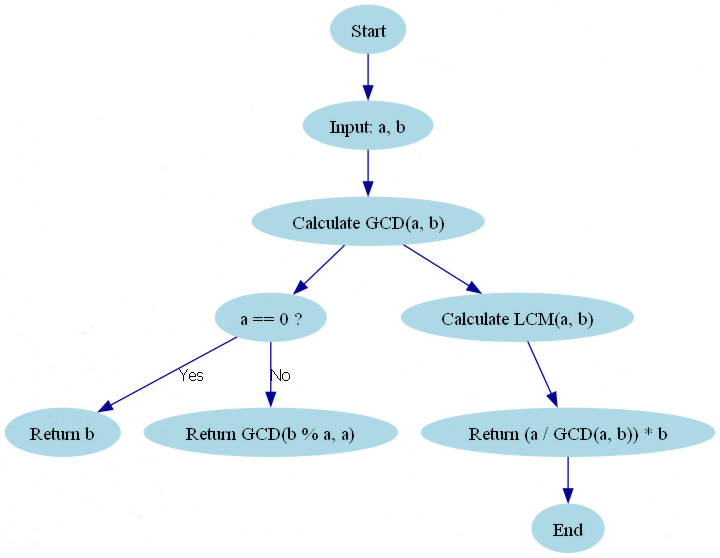 Start
Input: a, b
Calculate GCD(a, b)
a == 0 ?
Calculate LCM(a, b)
Yes
No
Return b
Return GCD(b % a, a)
Return (a / GCD(a, b)) * b
End